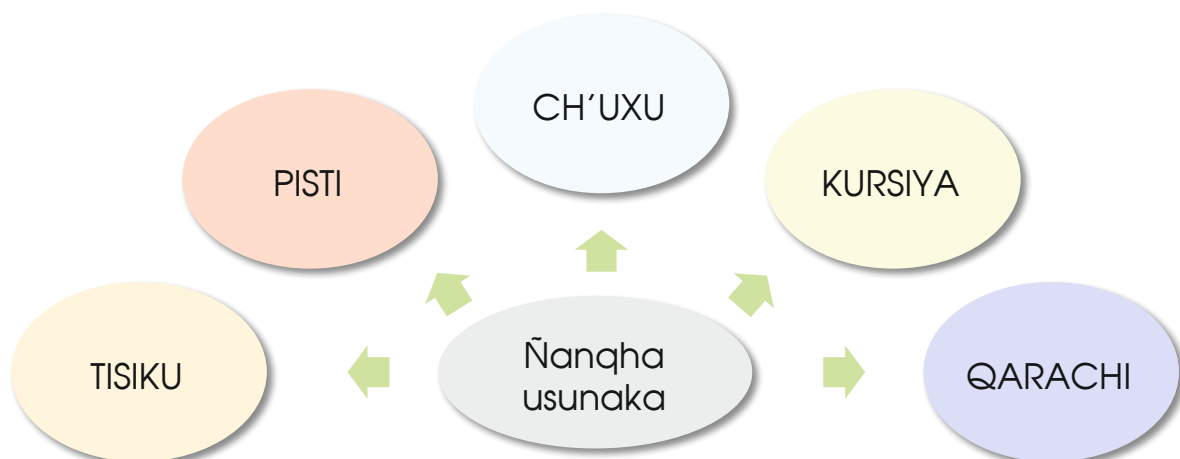 CH’UXU
PISTI
KURSIYA
TISIKU
Ñanqha
usunaka
QARACHI